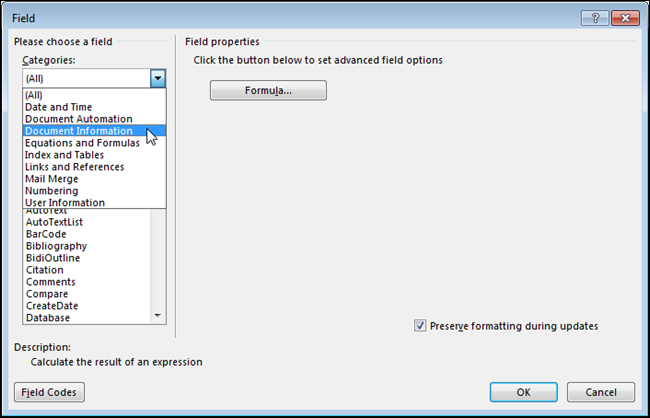 Field
?
Please choose a field
Categories:
(All)
(All)
Date and Time
Document Automation
Document Information
Equations and Formulas
Index and Tables
Links and References
Mail Merge
Numbering
User Information
AutoText
AutoTextList
BarCode
Bibliography
BidiOutline
Citation
Comments
Compare
CreateDate
Database
Field properties
Click the button below to set advanced field options
Formula...
Preserve formatting during updates
Description:
Calculate the result of an expression
Field Codes
OK
Cancel